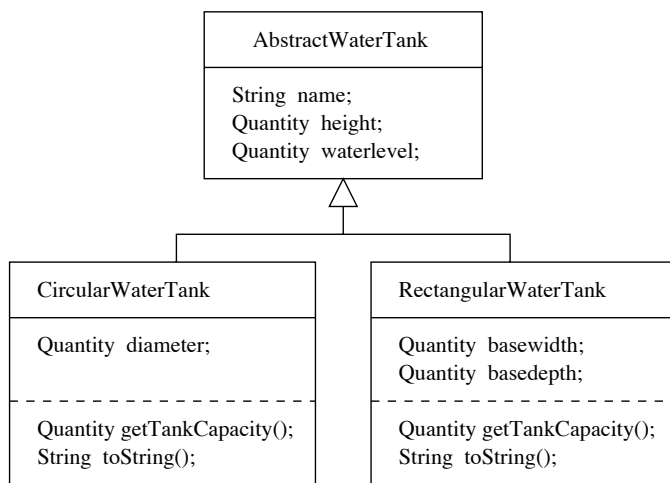 AbstractWaterTank
String name;
Quantity height;
Quantity waterlevel;
CircularWaterTank
Quantity diameter;
Quantity getTankCapacity();
String toString();
RectangularWaterTank
Quantity basewidth;
Quantity basedepth;
Quantity getTankCapacity();
String toString();